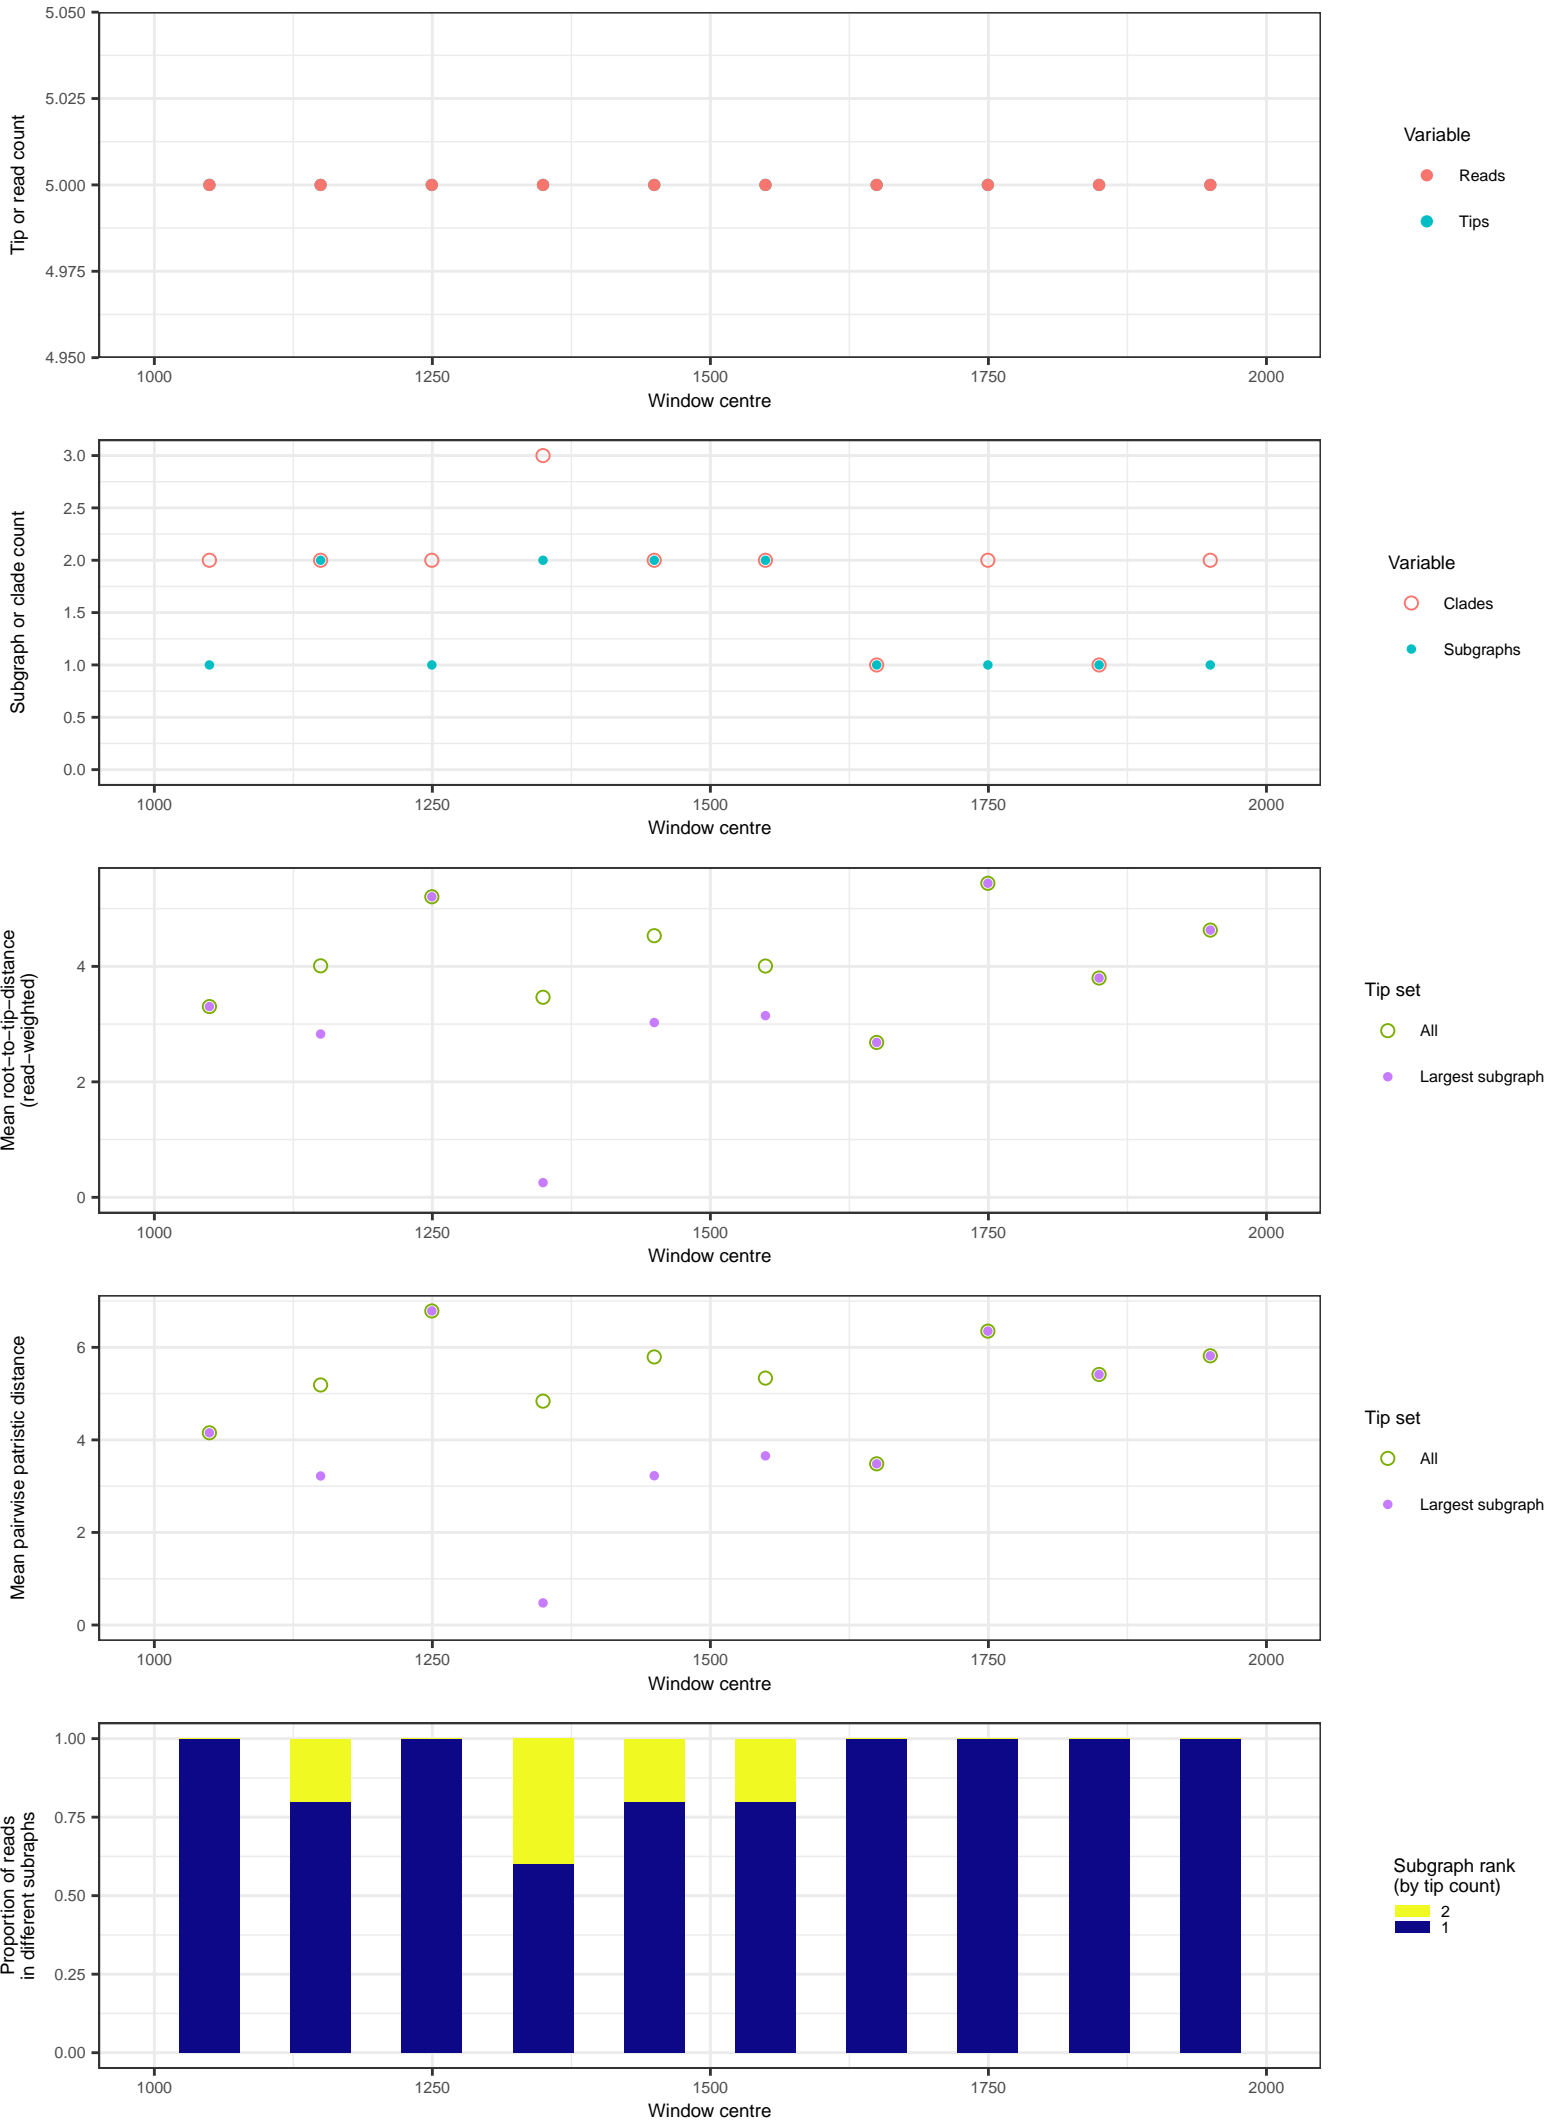 5.050
5.025
5.000
4.975
4.950
Tip or read count
1000 1250 1500 1750 2000
Window centre
Variable
Reads
Tips
3.0
2.5
2.0
1.5
1.0
0.5
0.0
Subgraph or clade count
1000 1250 1500 1750 2000
Window centre
Variable
Clades
Subgraphs
4
2
0
Mean root−to−tip−distance
(read−weighted)
1000 1250 1500 1750 2000
Window centre
Tip set
All
Largest subgraph
6
4
2
0
Mean pairwise patristic distance
1000 1250 1500 1750 2000
Window centre
Tip set
All
Largest subgraph
1.00
0.75
0.50
0.25
0.00
Proportion of reads
in different subraphs
1000 1250 1500 1750 2000
Window centre
Subgraph rank
(by tip count)
2
1